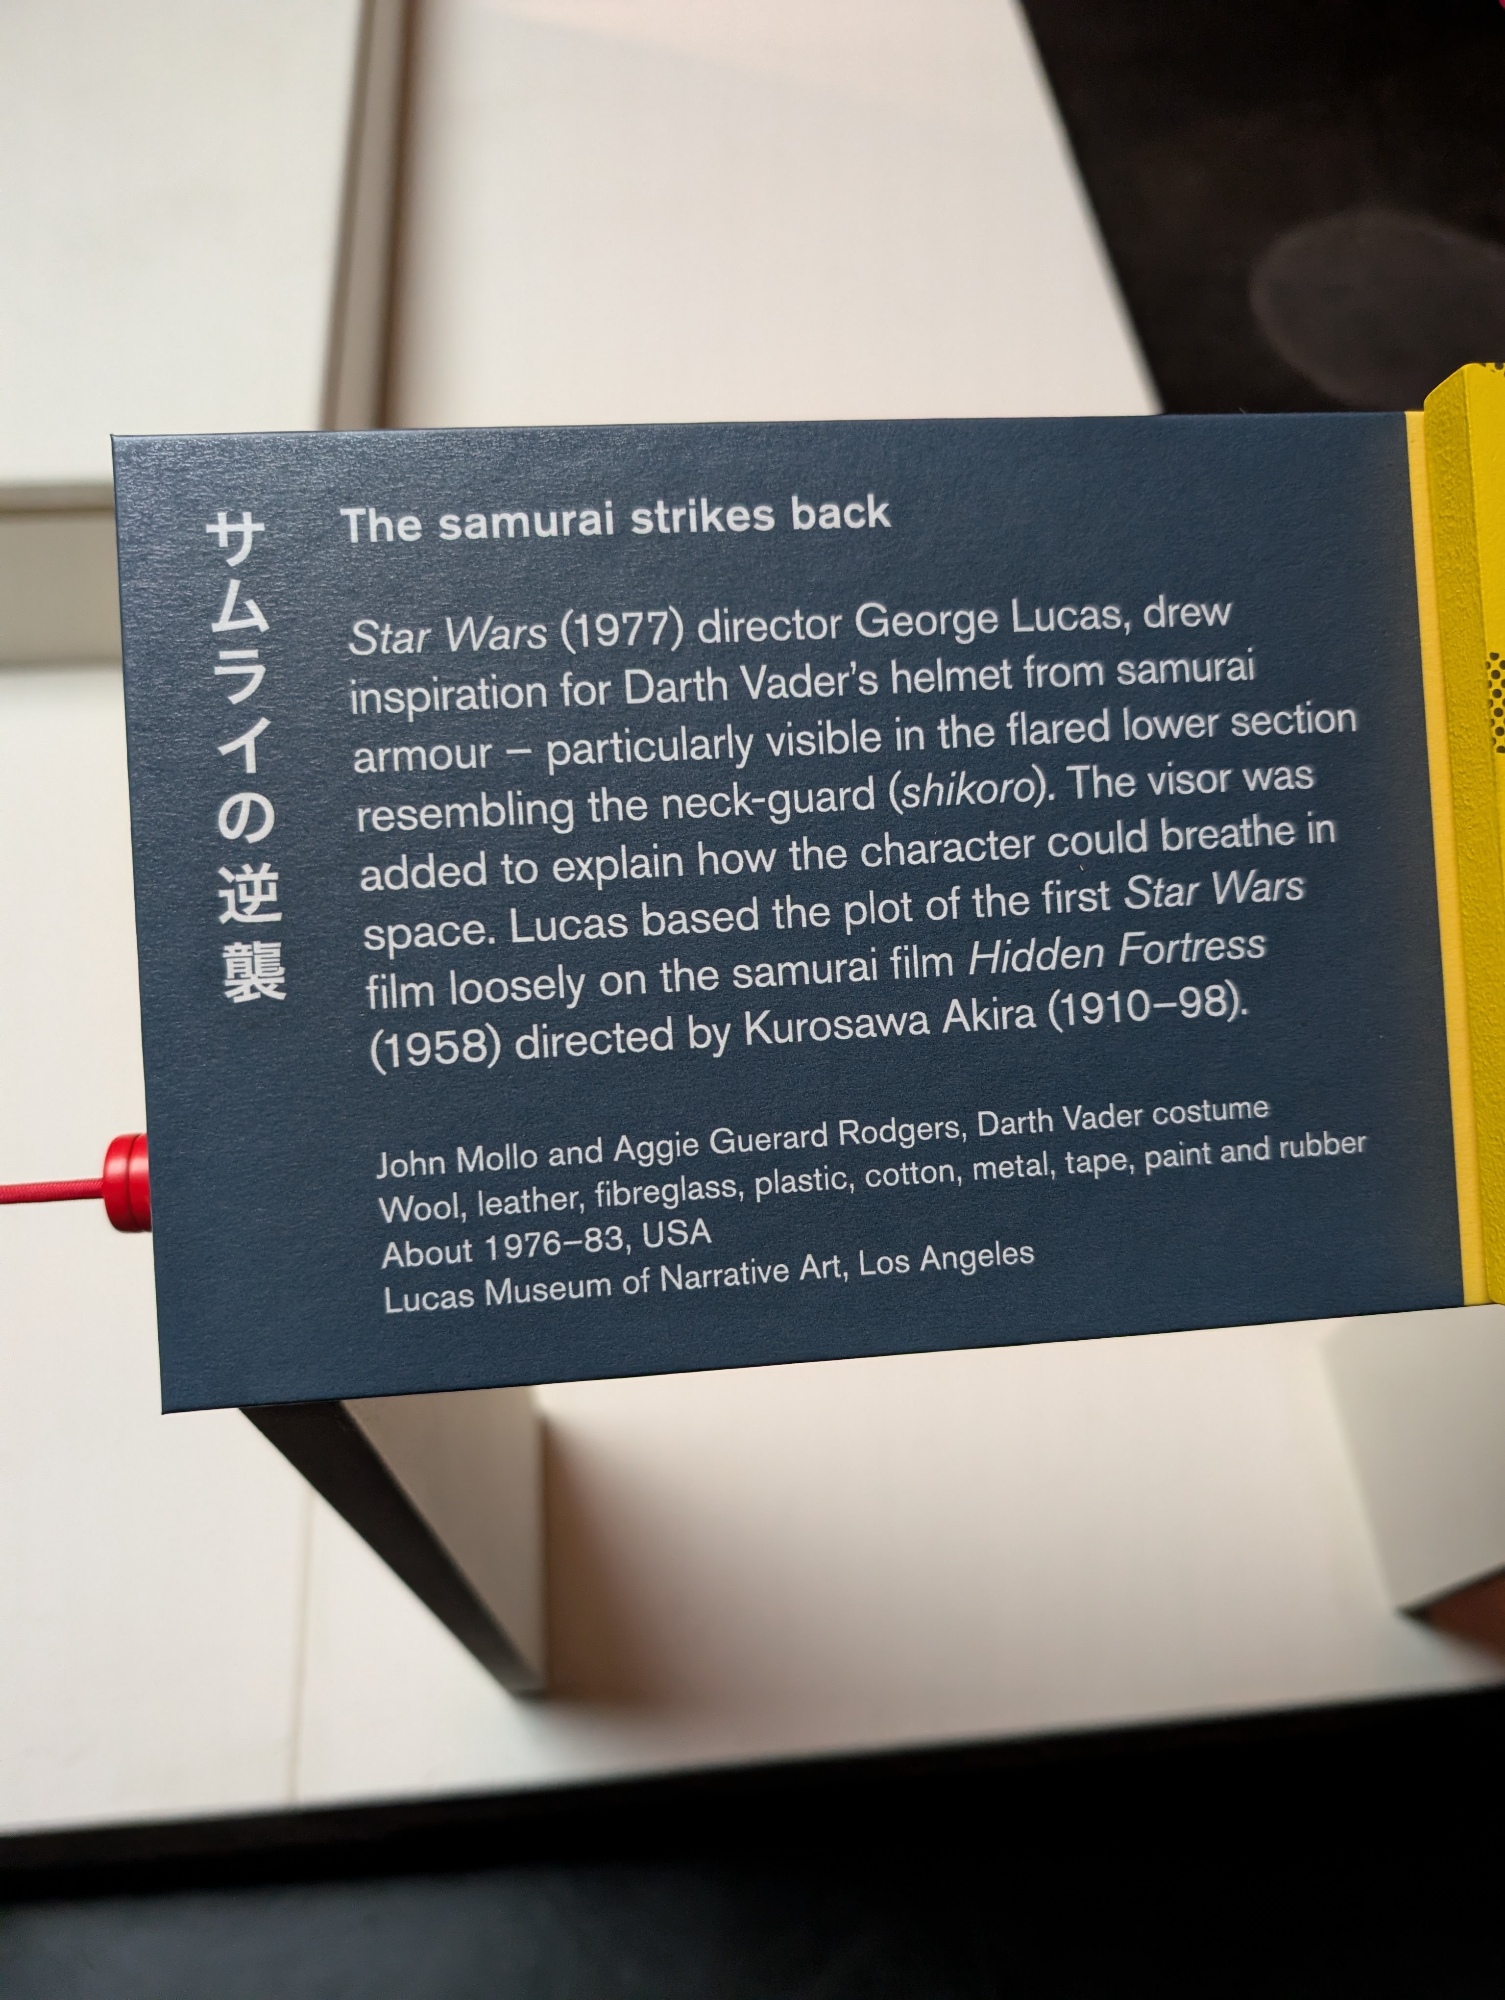 サムライの逆襲
The samurai strikes back
Star Wars (1977) director George Lucas, drew
inspiration for Darth Vader's helmet from samurai
armour – particularly visible in the flared lower section
resembling the neck-guard (shikoro). The visor was
added to explain how the character could breathe in
space. Lucas based the plot of the first Star Wars
film loosely on the samurai film Hidden Fortress
(1958) directed by Kurosawa Akira (1910–98).
John Mollo and Aggie Guerard Rodgers, Darth Vader costume
Wool, leather, fibreglass, plastic, cotton, metal, tape, paint and rubber
About 1976–83, USA
Lucas Museum of Narrative Art, Los Angeles